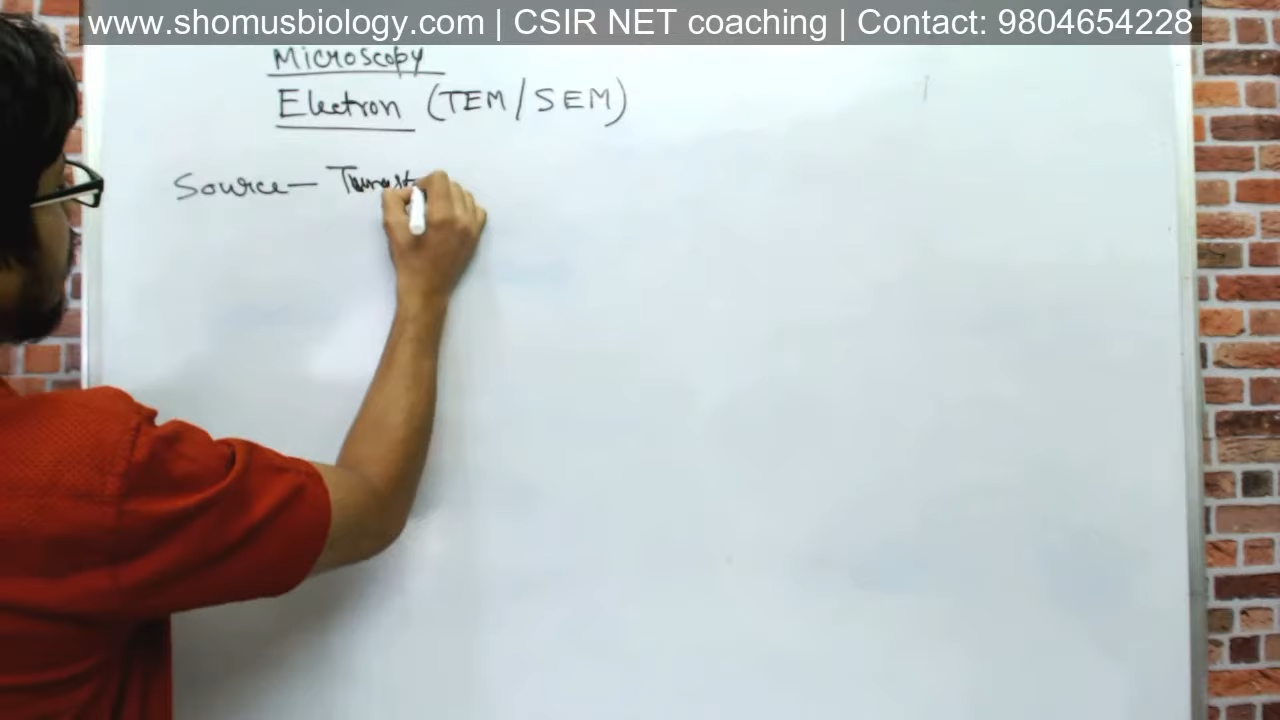 www.shomusbiology.com | CSIR NET coaching | Contact: 9804654228
Microscopy
Electron (TEM/SEM)
Source—